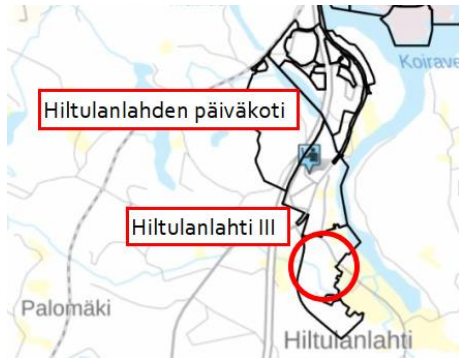 Koirave
Hiltulanlahden päiväkoti
Hiltulanlahti III
Palomäki
Hiltulanlahti